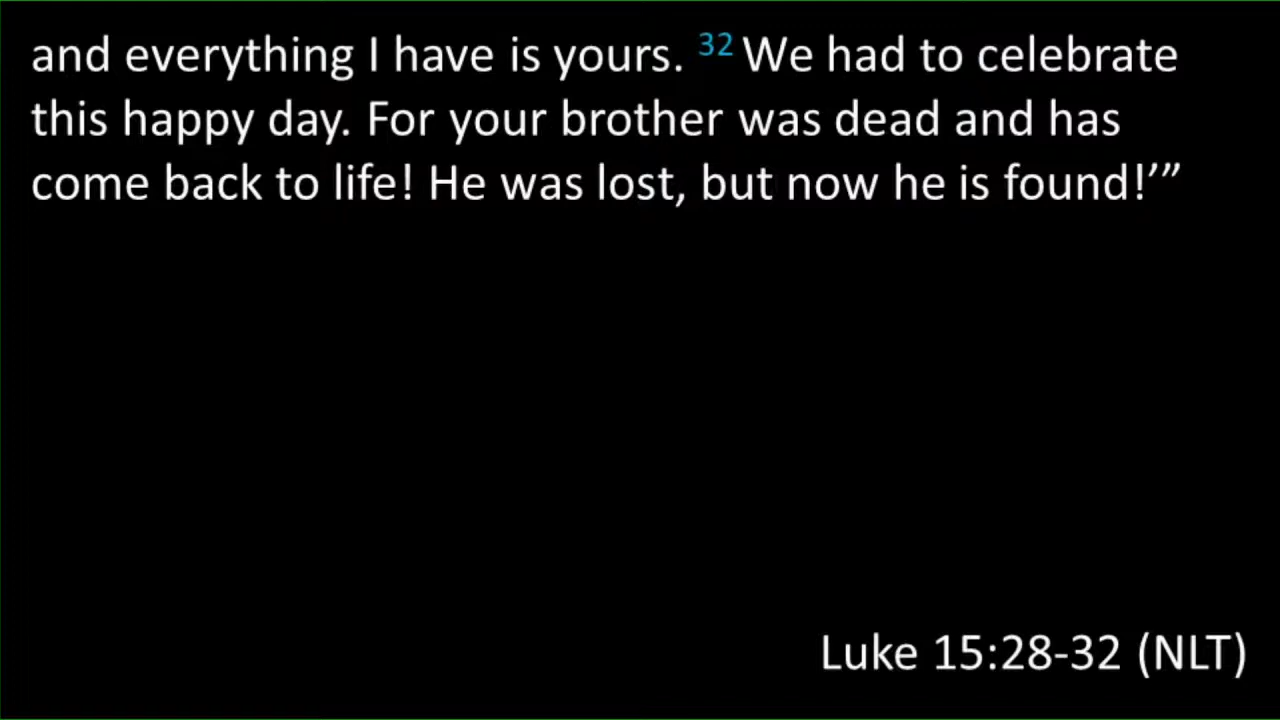 and everything I have is yours. 32 We had to celebrate
this happy day. For your brother was dead and has
come back to life! He was lost, but now he is found!’”
Luke 15:28-32 (NLT)